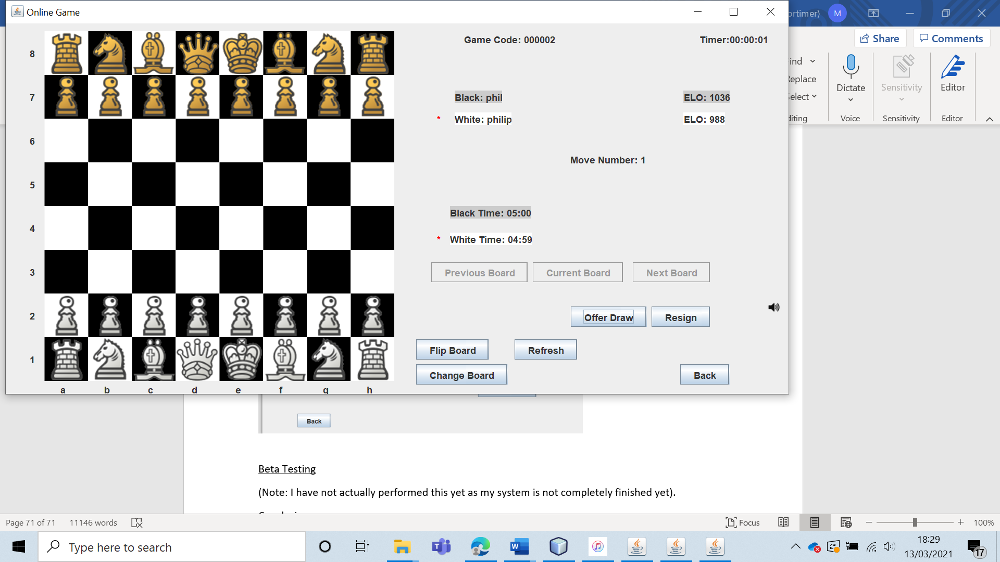 Online Game
ortimer)
M
Share
Comments
8
Game Code: 000002
Timer:00:00:01
ind
Replace
Select
Dictate
Sensitivity
Editor
7
Black: phil
ELO: 1036
* White: philip
ELO: 988
diting
Voice
Sensitivity
Editor
6
Move Number: 1
5
Black Time: 05:00
4
* White Time: 04:59
3
Previous Board
Current Board
Next Board
2
Offer Draw
Resign
Flip Board
Refresh
1
Change Board
Back
a b c d e f g h
Back
Beta Testing
(Note: I have not actually performed this yet as my system is not completely finished yet).
Page 71 of 71
11146 words
Focus
100%
Type here to search
T
W
18:29
13/03/2021
17